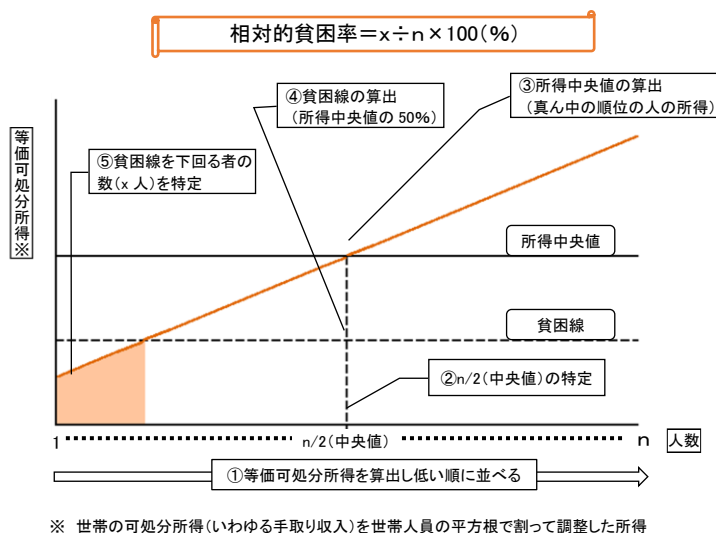 相対的貧困率＝x÷n×100(％)
④貧困線の算出
(所得中央値の50％)
③所得中央値の算出
(真ん中の順位の人の所得)
等価可処分所得※
⑤貧困線を下回る者の
数(x 人)を特定
所得中央値
貧困線
②n/2(中央値)の特定
1 n/2(中央値) n 人数
①等価可処分所得を算出し低い順に並べる
※ 世帯の可処分所得(いわゆる手取り収入)を世帯人員の平方根で割って調整した所得